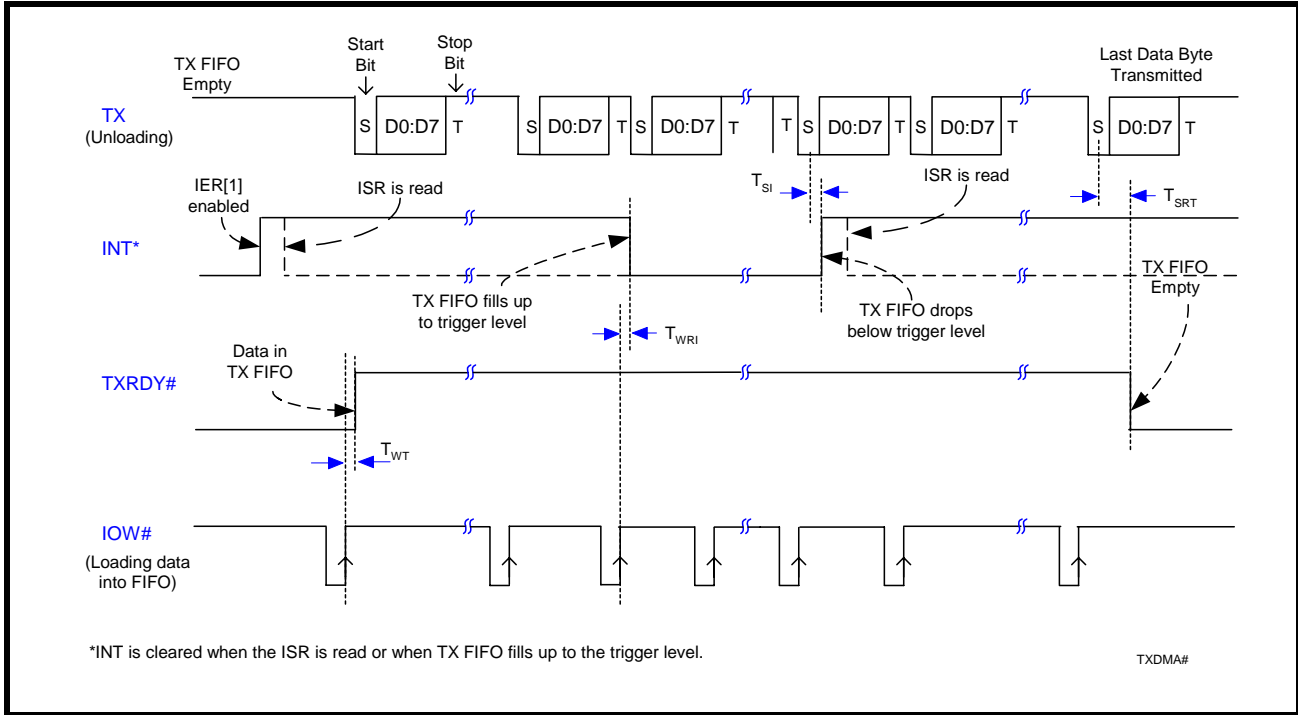 Start
Bit
Stop
Bit
TX FIFO
Empty
Last Data Byte
Transmitted
TX
(Unloading)
S D0:D7 T S D0:D7 T S D0:D7 T T S D0:D7 T S D0:D7 T S D0:D7 T
IER[1]
enabled
ISR is read
TSI
ISR is read
TSRT
INT*
TX FIFO fills up
to trigger level
TX FIFO drops
below trigger level
TX FIFO
Empty
TWRI
Data in
TX FIFO
TXRDY#
TWT
IOW#
(Loading data
into FIFO)
*INT is cleared when the ISR is read or when TX FIFO fills up to the trigger level.
TXDMA#